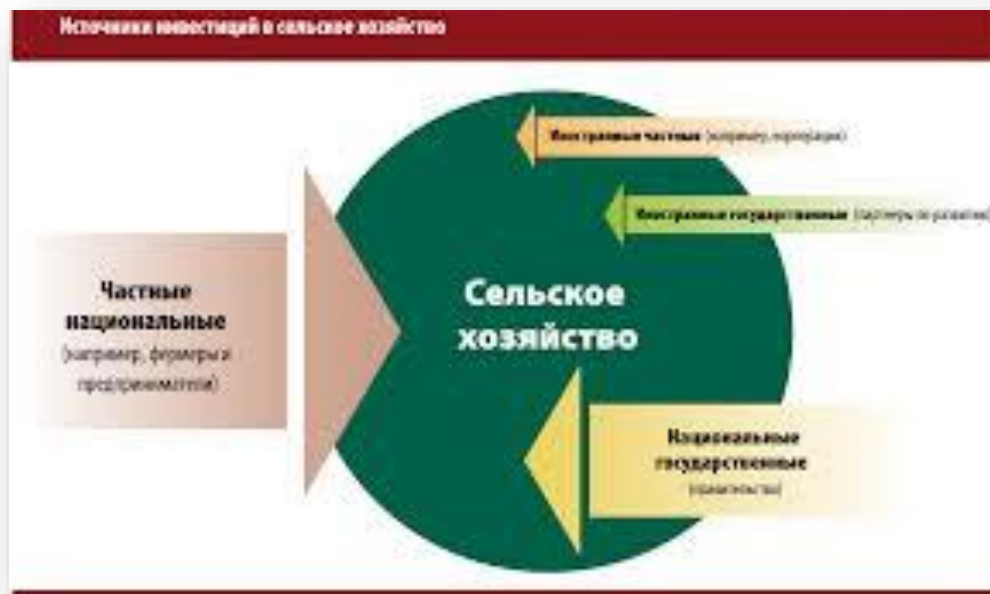 Источники инвестиций в сельское хозяйство
Иностранные частные (например, корпорации)
Иностранные государственные (партнеры по развитию)
Частные
национальные
(например, фермеры и
предприниматели)
Сельское
хозяйство
Национальные
государственные
(правительства)